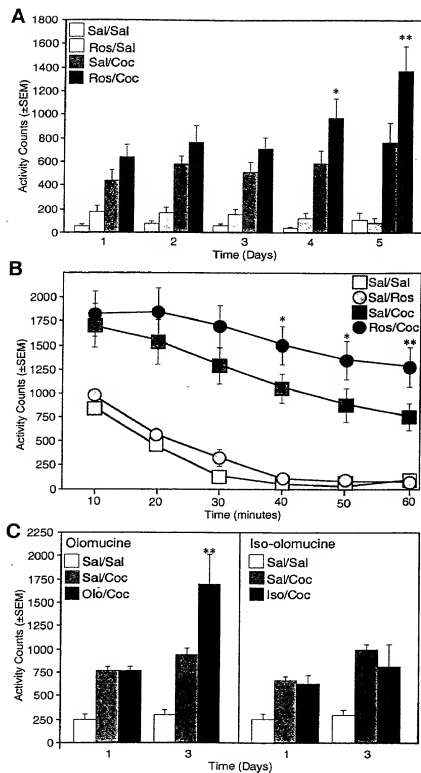 A
1800
1600
1400
1200
1000
800
600
400
200
0
Activity Counts (±SEM)
Sal/Sal
Ros/Sal
Sal/Coc
Ros/Coc
*
**
1 2 3 4 5
Time (Days)
B
2000
1750
1500
1250
1000
750
500
250
0
Activity Counts (±SEM)
Sal/Sal
Sal/Ros
Sal/Coc
Ros/Coc
* * **
10 20 30 40 50 60
Time (minutes)
C
2250
2000
1750
1500
1250
1000
750
500
250
0
Activity Counts (±SEM)
Olomucine
Sal/Sal
Sal/Coc
Olo/Coc
**
Iso-olomucine
Sal/Sal
Sal/Coc
Iso/Coc
1 3 1 3
Time (Days)